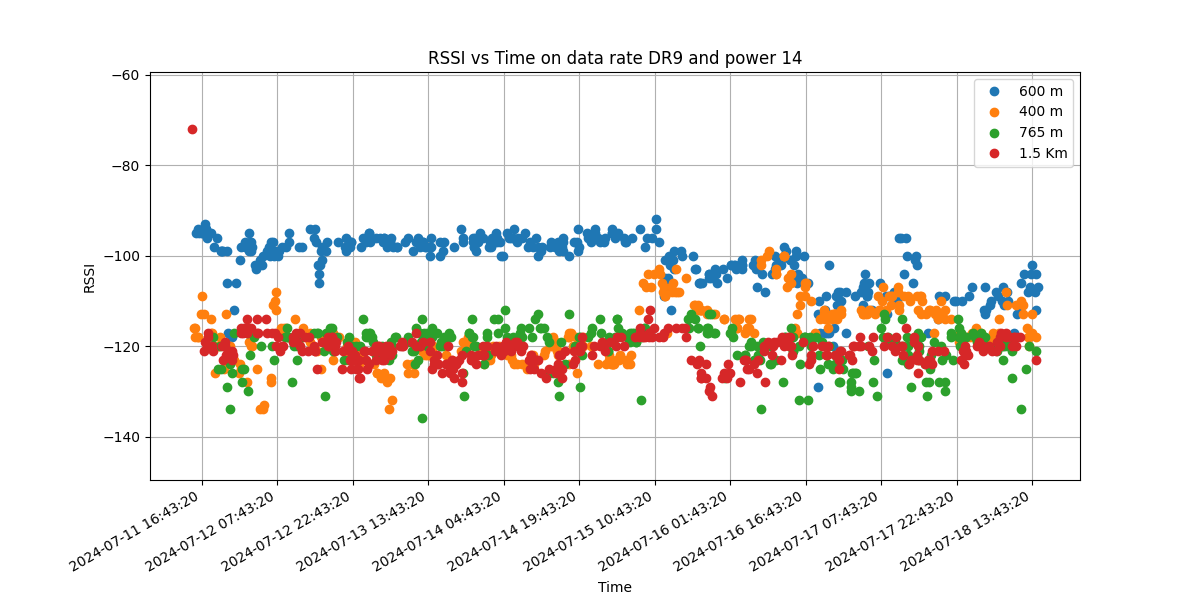 RSSI vs Time on data rate DR9 and power 14
600 m
400 m
765 m
1.5 Km
−60
−80
−100
−120
−140
RSSI
2024-07-11 16:43:20
2024-07-12 07:43:20
2024-07-12 22:43:20
2024-07-13 13:43:20
2024-07-14 04:43:20
2024-07-14 19:43:20
2024-07-15 10:43:20
2024-07-16 01:43:20
2024-07-16 16:43:20
2024-07-17 07:43:20
2024-07-17 22:43:20
2024-07-18 13:43:20
Time